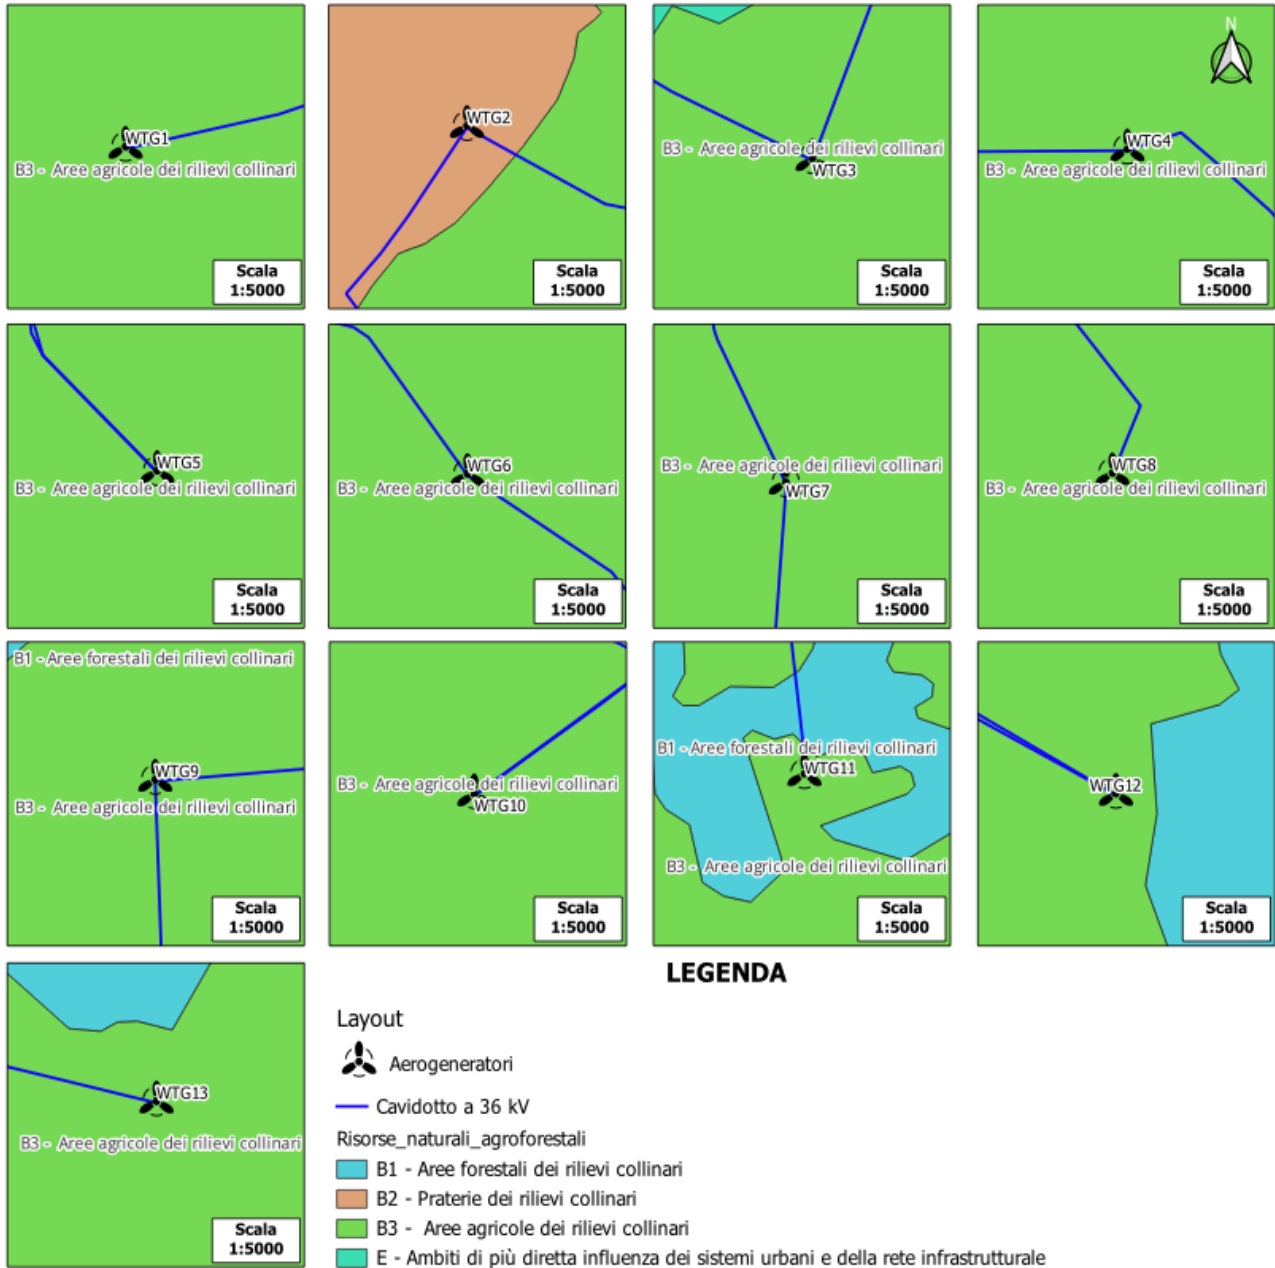 WTG1
B3 - Aree agricole dei rilievi collinari
Scala
1:5000
WTG2
Scala
1:5000
B3 - Aree agricole dei rilievi collinari
WTG3
Scala
1:5000
N
WTG4
B3 - Aree agricole dei rilievi collinari
Scala
1:5000
WTG5
B3 - Aree agricole dei rilievi collinari
Scala
1:5000
WTG6
B3 - Aree agricole dei rilievi collinari
Scala
1:5000
B3 - Aree agricole dei rilievi collinari
WTG7
Scala
1:5000
WTG8
B3 - Aree agricole dei rilievi collinari
Scala
1:5000
B1 - Aree forestali dei rilievi collinari
WTG9
B3 - Aree agricole dei rilievi collinari
Scala
1:5000
B3 - Aree agricole dei rilievi collinari
WTG10
Scala
1:5000
B1 - Aree forestali dei rilievi collinari
WTG11
B3 - Aree agricole dei rilievi collinari
Scala
1:5000
WTG12
Scala
1:5000
WTG13
B3 - Aree agricole dei rilievi collinari
Scala
1:5000
LEGENDA
Layout
Aerogeneratori
Cavidotto a 36 kV
Risorse_naturali_agroforestali
B1 - Aree forestali dei rilievi collinari
B2 - Praterie dei rilievi collinari
B3 - Aree agricole dei rilievi collinari
E - Ambiti di più diretta influenza dei sistemi urbani e della rete infrastrutturale